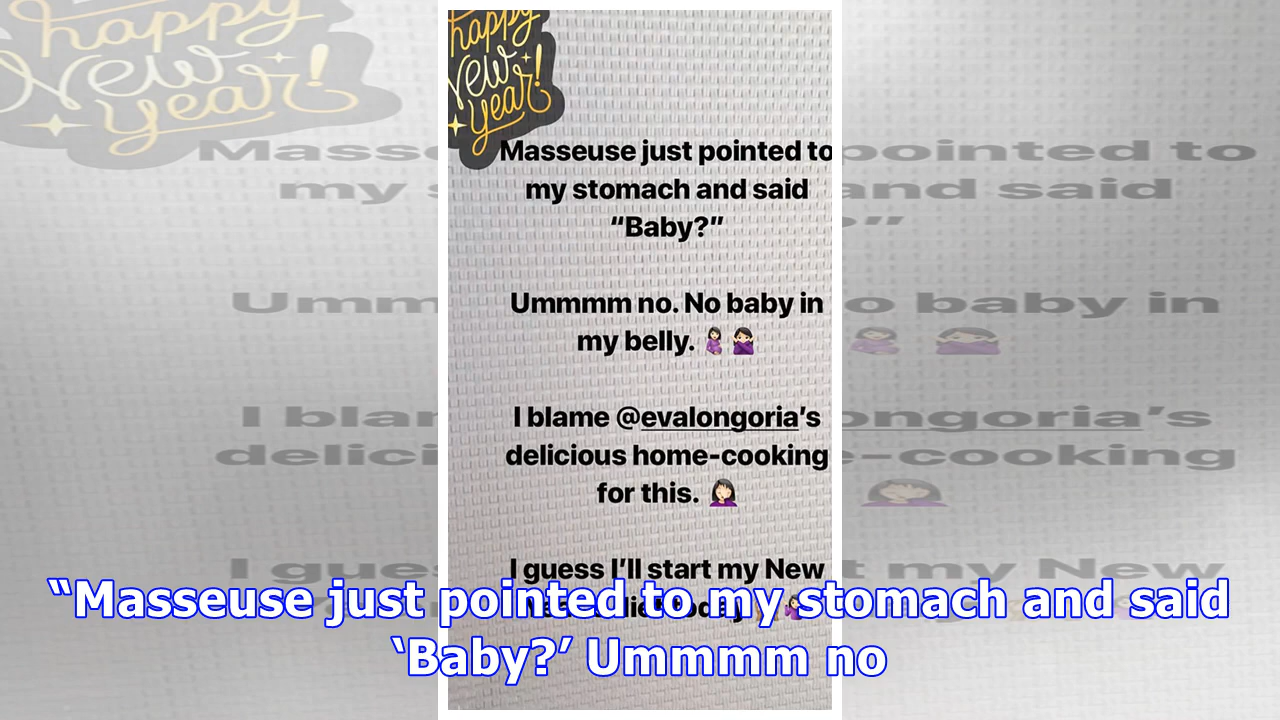 happy
New
year!
Masseuse just pointed to
my stomach and said
“Baby?”
Ummmm no. No baby in
my belly. 🤰🏻🙅🏻‍♀️
I blame @evalongoria’s
delicious home-cooking
for this. 🤦🏻‍♀️
I guess I’ll start my New
“Masseuse just pointed to my stomach and said
‘Baby?’ Ummmm no